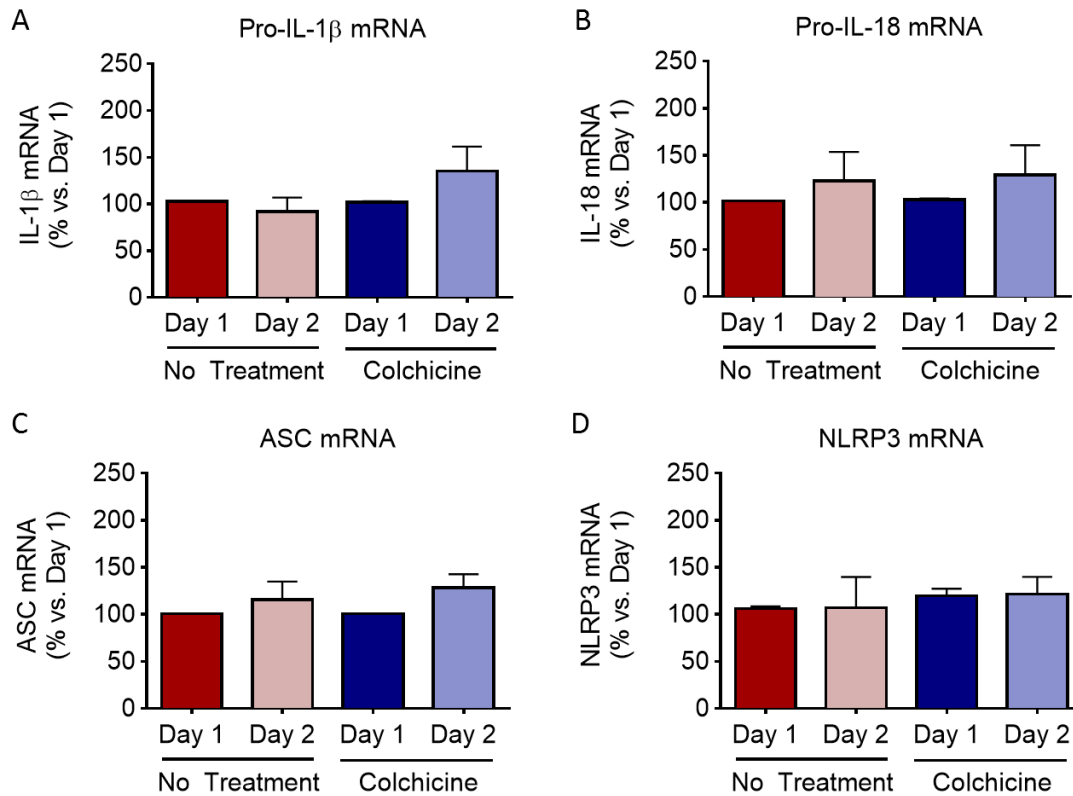 A
Pro-IL-1β mRNA
IL-1β mRNA
(% vs. Day 1)
250
200
150
100
50
0
Day 1 Day 2 Day 1 Day 2
No Treatment Colchicine
B
Pro-IL-18 mRNA
IL-18 mRNA
(% vs. Day 1)
250
200
150
100
50
0
Day 1 Day 2 Day 1 Day 2
No Treatment Colchicine
C
ASC mRNA
ASC mRNA
(% vs. Day 1)
250
200
150
100
50
0
Day 1 Day 2 Day 1 Day 2
No Treatment Colchicine
D
NLRP3 mRNA
NLRP3 mRNA
(% vs. Day 1)
250
200
150
100
50
0
Day 1 Day 2 Day 1 Day 2
No Treatment Colchicine